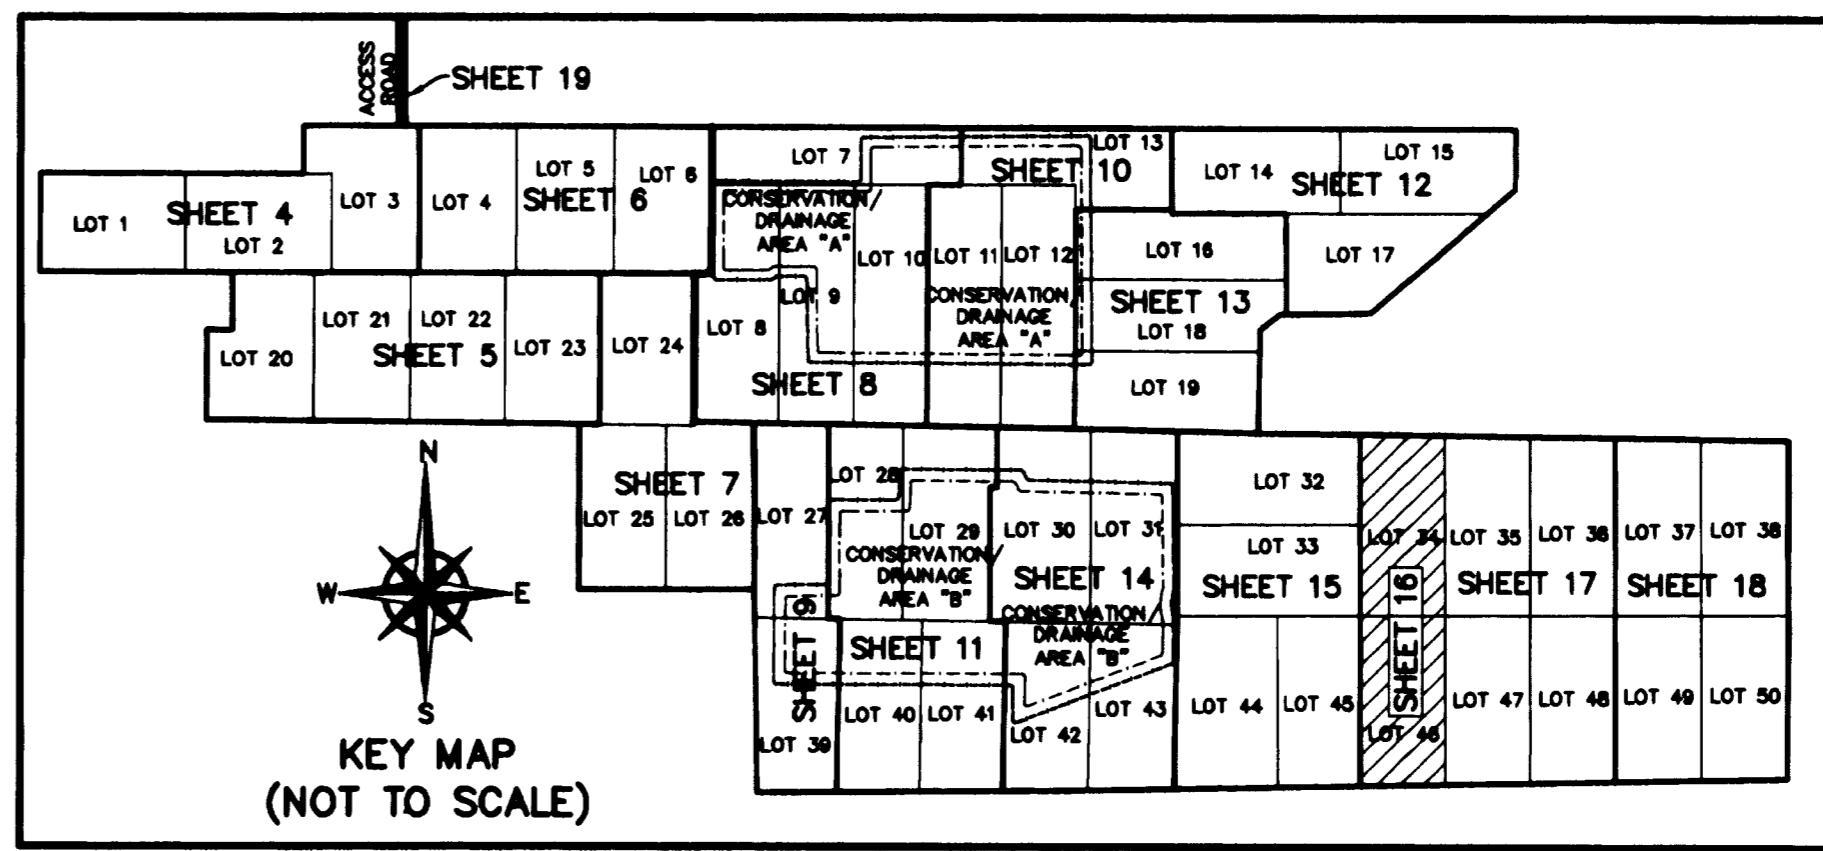 ACCESS
ROAD
SHEET 19
LOT 1
SHEET 4
LOT 2
LOT 3
LOT 4
LOT 5
SHEET 6
LOT 6
LOT 7
CONSERVATION/
DRAINAGE
AREA "A"
LOT 13
SHEET 10
LOT 14
LOT 15
SHEET 12
LOT 10
LOT 11
LOT 12
LOT 16
LOT 17
CONSERVATION/
DRAINAGE
AREA "A"
SHEET 13
LOT 18
LOT 19
LOT 20
LOT 21
LOT 22
SHEET 5
LOT 23
LOT 24
LOT 8
LOT 9
SHEET 8
SHEET 7
LOT 25
LOT 26
LOT 27
LOT 28
LOT 29
CONSERVATION/
DRAINAGE
AREA "B"
LOT 30
LOT 31
SHEET 14
CONSERVATION/
DRAINAGE
AREA "B"
LOT 32
LOT 33
SHEET 15
LOT 34
SHEET 16
LOT 46
LOT 35
LOT 36
SHEET 17
LOT 37
LOT 38
SHEET 18
SHEET 9
LOT 39
SHEET 11
LOT 40
LOT 41
LOT 42
LOT 43
LOT 44
LOT 45
LOT 47
LOT 48
LOT 49
LOT 50
N
W
E
S
KEY MAP
(NOT TO SCALE)